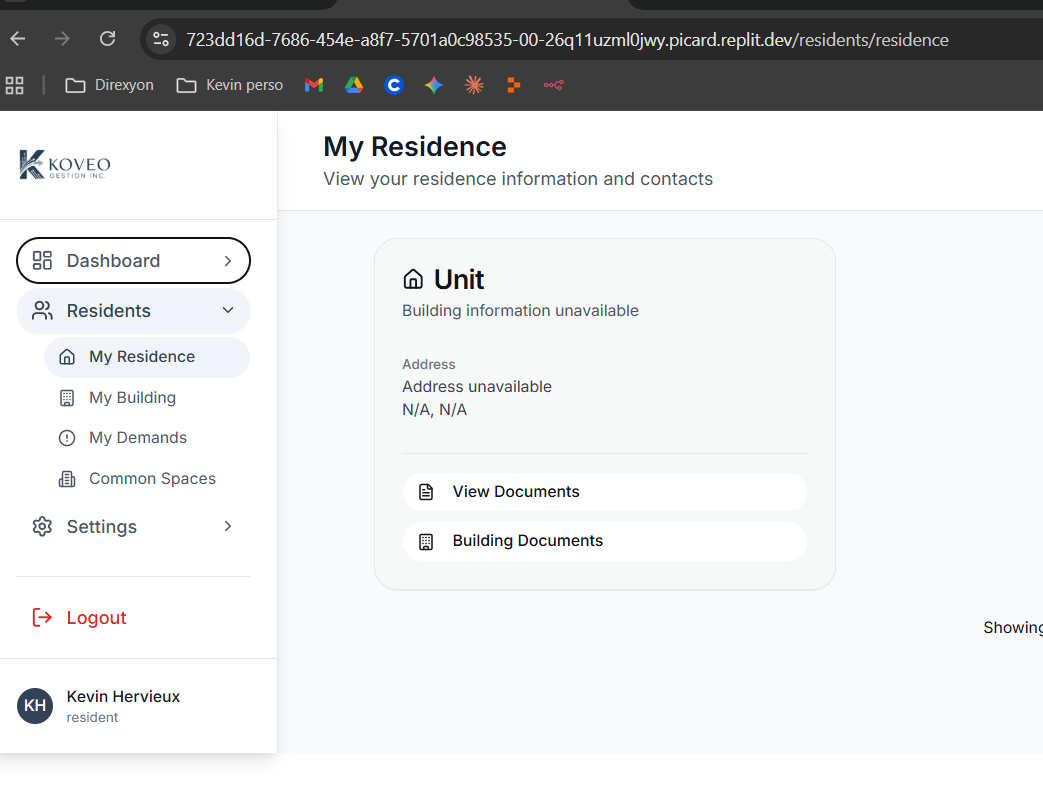 723dd16d-7686-454e-a8f7-5701a0c98535-00-26q11uzml0jwy.picard.replit.dev/residents/residence
Direxyon
Kevin perso
KOVEO
GESTION INC.
My Residence
View your residence information and contacts
Dashboard
Residents
My Residence
My Building
My Demands
Common Spaces
Settings
Logout
KH
Kevin Hervieux
resident
Unit
Building information unavailable
Address
Address unavailable
N/A, N/A
View Documents
Building Documents
Showing